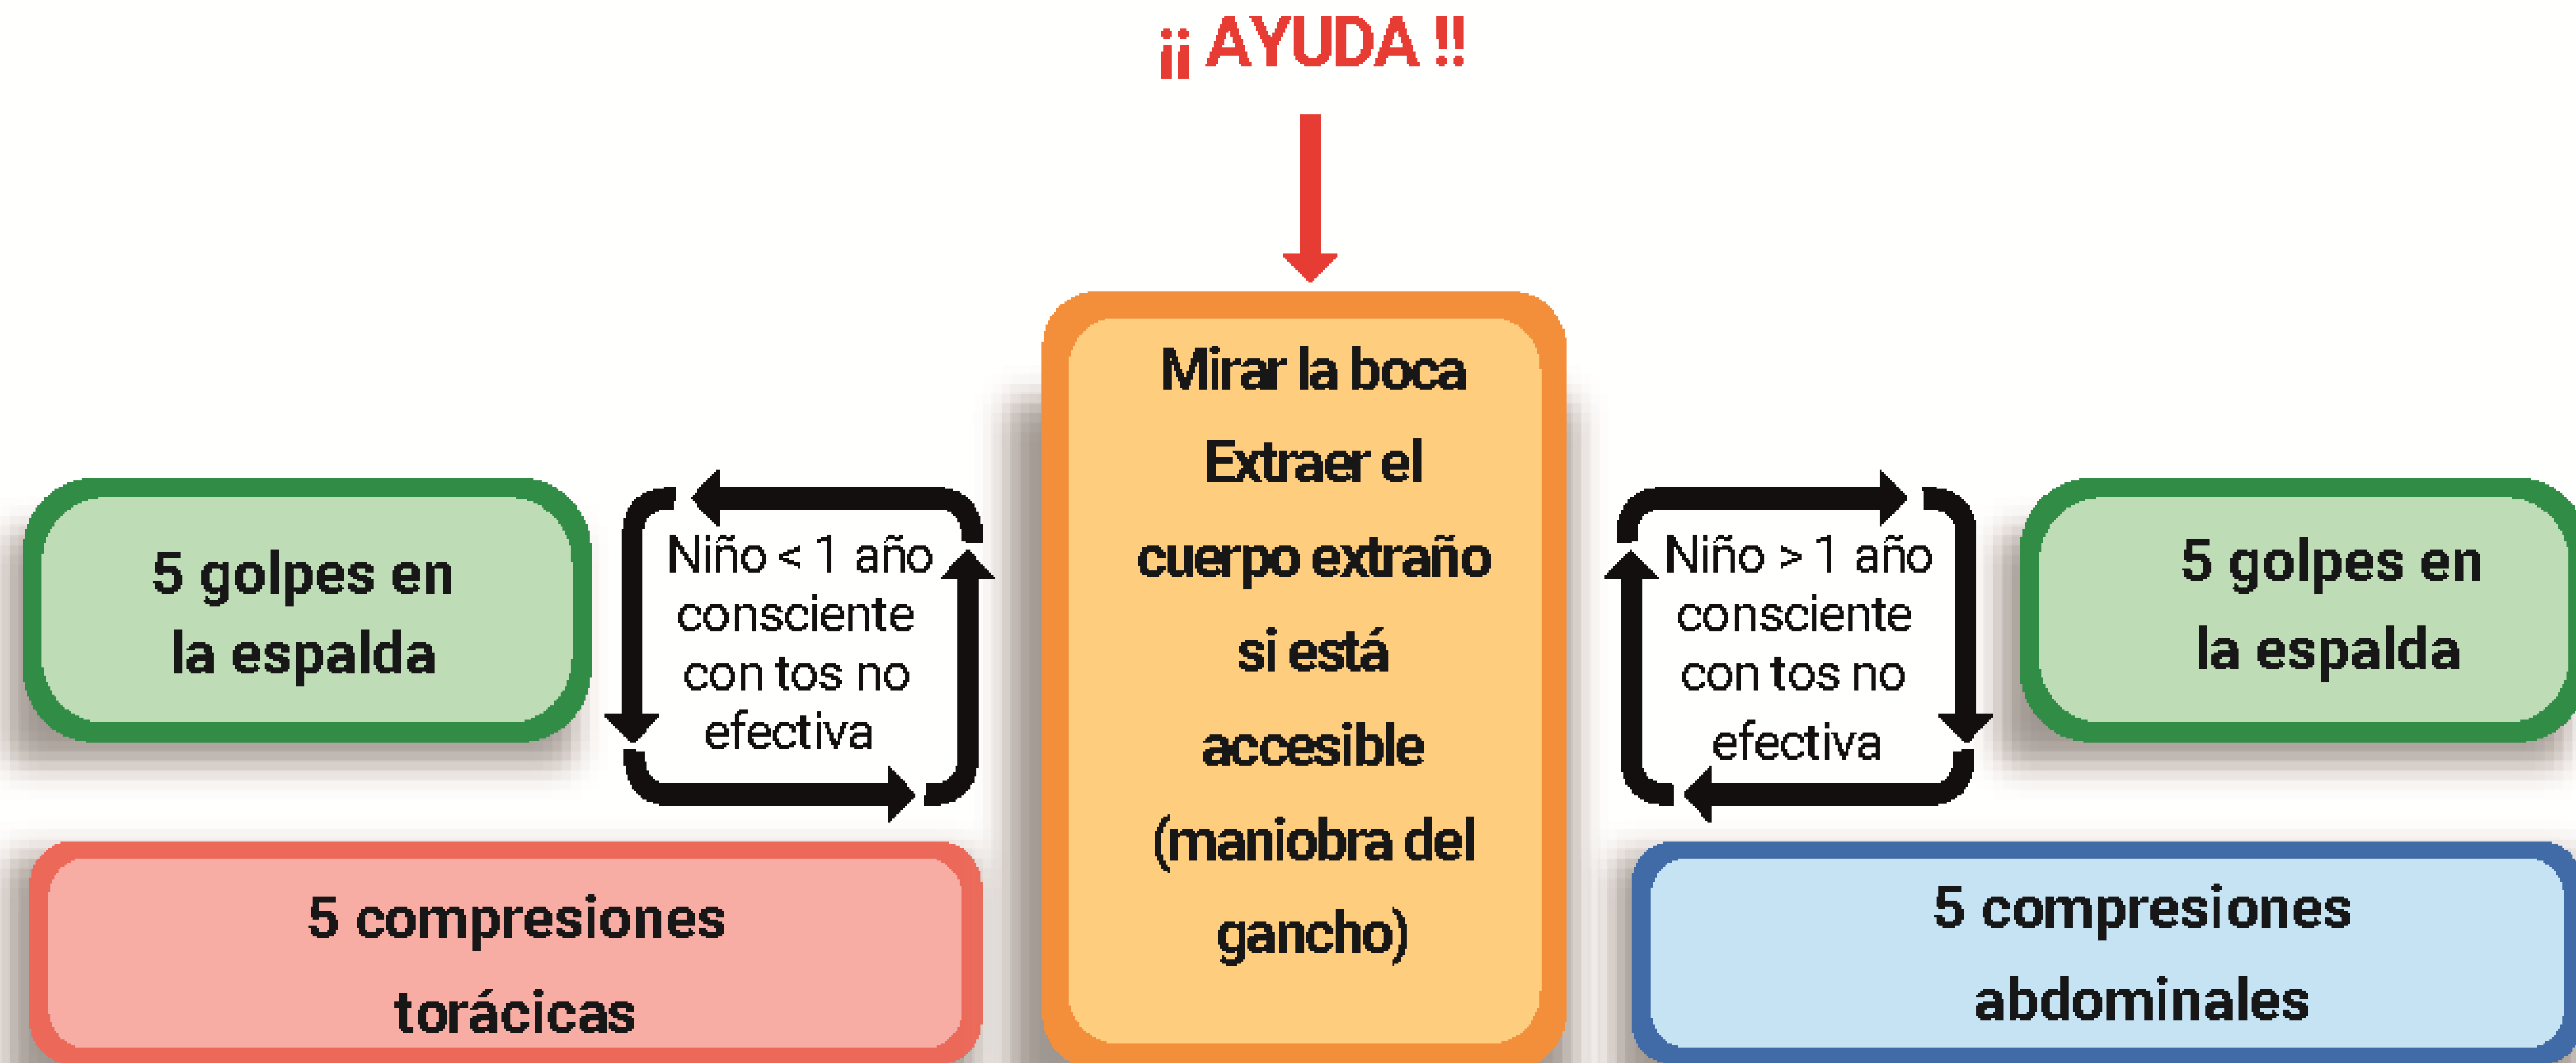 ¡¡ AYUDA !!
Mirar la boca
Extraer el
cuerpo extraño
si está
accesible
(maniobra del
gancho)
5 golpes en
la espalda
Niño < 1 año
consciente
con tos no
efectiva
5 compresiones
torácicas
Niño > 1 año
consciente
con tos no
efectiva
5 golpes en
la espalda
5 compresiones
abdominales